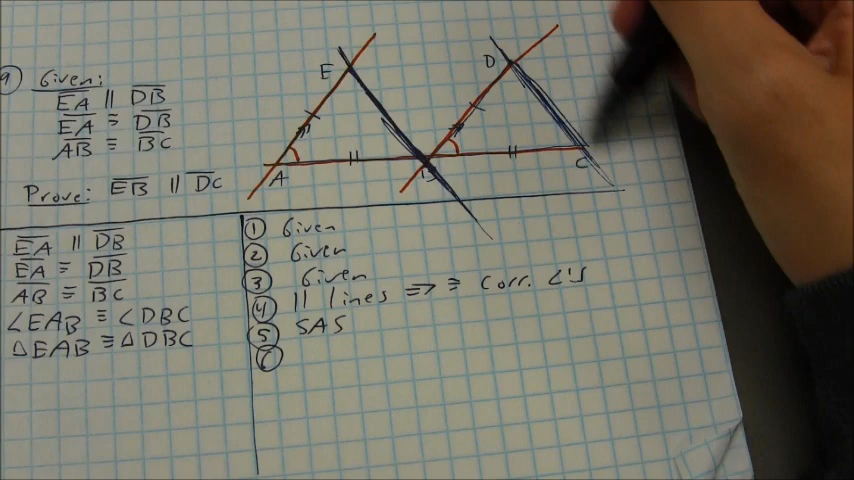 9 Given:
EA || DB
EA ≅ DB
AB ≅ BC
Prove: EB || DC
E
D
A
B
C
EA || DB
EA ≅ DB
AB ≅ BC
∠EAB ≅ ∠DBC
△EAB ≅ △DBC
1 Given
2 Given
3 Given
4 || lines ⇒ ≅ corr. ∠'s
5 SAS
6